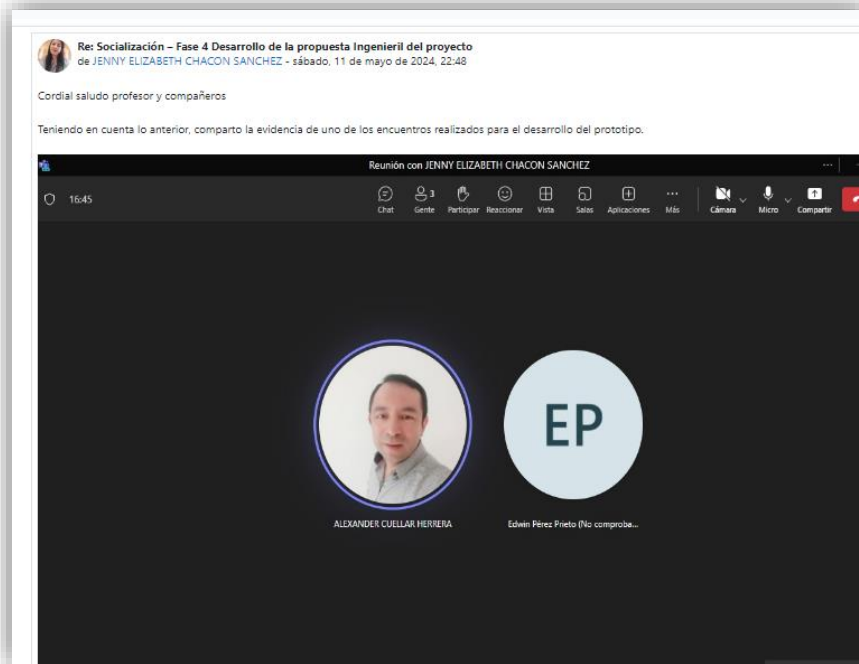 Re: Socialización – Fase 4 Desarrollo de la propuesta Ingenieril del proyecto
de JENNY ELIZABETH CHACON SANCHEZ - sábado, 11 de mayo de 2024, 22:48
Cordial saludo profesor y compañeros
Teniendo en cuenta lo anterior, comparto la evidencia de uno de los encuentros realizados para el desarrollo del prototipo.
Reunión con JENNY ELIZABETH CHACON SANCHEZ
16:45
3
Chat Gente Participar Reaccionar Vista Salas Aplicaciones Más Cámara Micro Compartir
EP
ALEXANDER CUELLAR HERRERA
Edwin Pérez Prieto (No comproba...